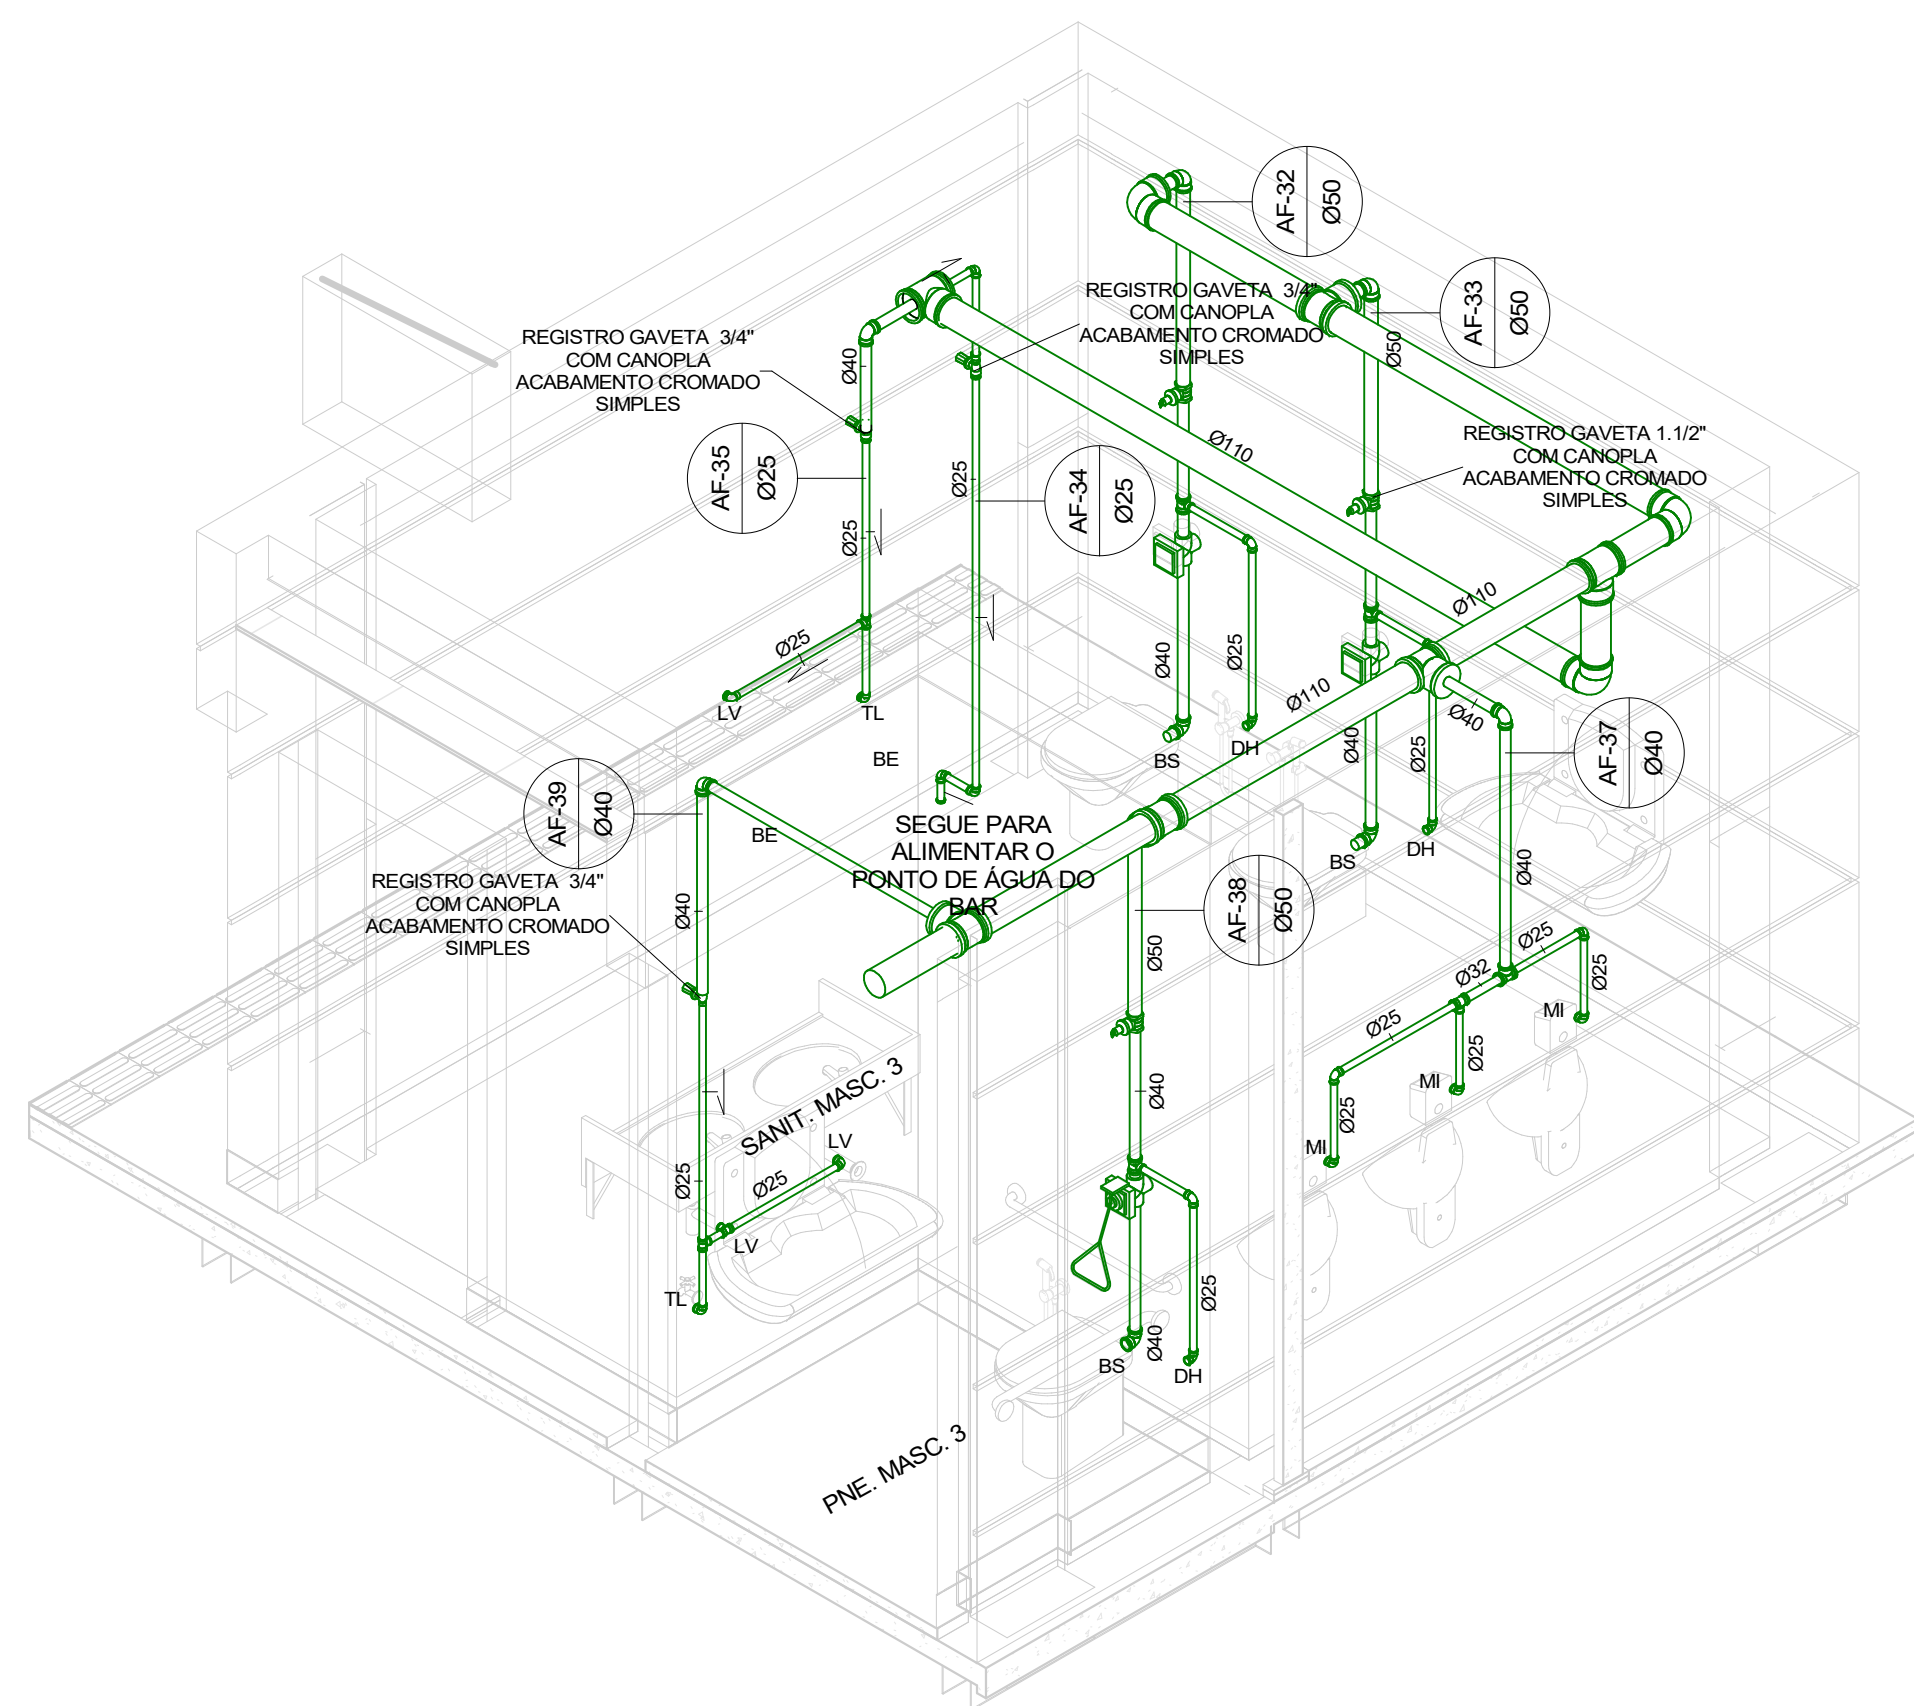 AF-32
Ø50
AF-33
Ø50
REGISTRO GAVETA 3/4"
COM CANOPLA
ACABAMENTO CROMADO
SIMPLES
REGISTRO GAVETA 3/4"
COM CANOPLA
ACABAMENTO CROMADO
SIMPLES
Ø40
Ø50
REGISTRO GAVETA 1.1/2"
COM CANOPLA
ACABAMENTO CROMADO
SIMPLES
AF-35
Ø25
Ø25
AF-34
Ø25
Ø110
Ø25
Ø110
Ø25
Ø40
Ø25
Ø110
Ø40
LV
TL
BS
DH
Ø40
Ø25
AF-37
Ø40
BE
AF-39
Ø40
BE
SEGUE PARA
ALIMENTAR O
PONTO DE ÁGUA DO
BAR
BS
DH
Ø40
REGISTRO GAVETA 3/4"
COM CANOPLA
ACABAMENTO CROMADO
SIMPLES
Ø40
AF-38
Ø50
Ø50
Ø25
Ø32
Ø25
MI
Ø25
Ø25
MI
Ø25
MI
Ø40
SANIT. MASC. 3
LV
Ø25
Ø25
LV
TL
Ø25
Ø40
BS
DH
PNE. MASC. 3